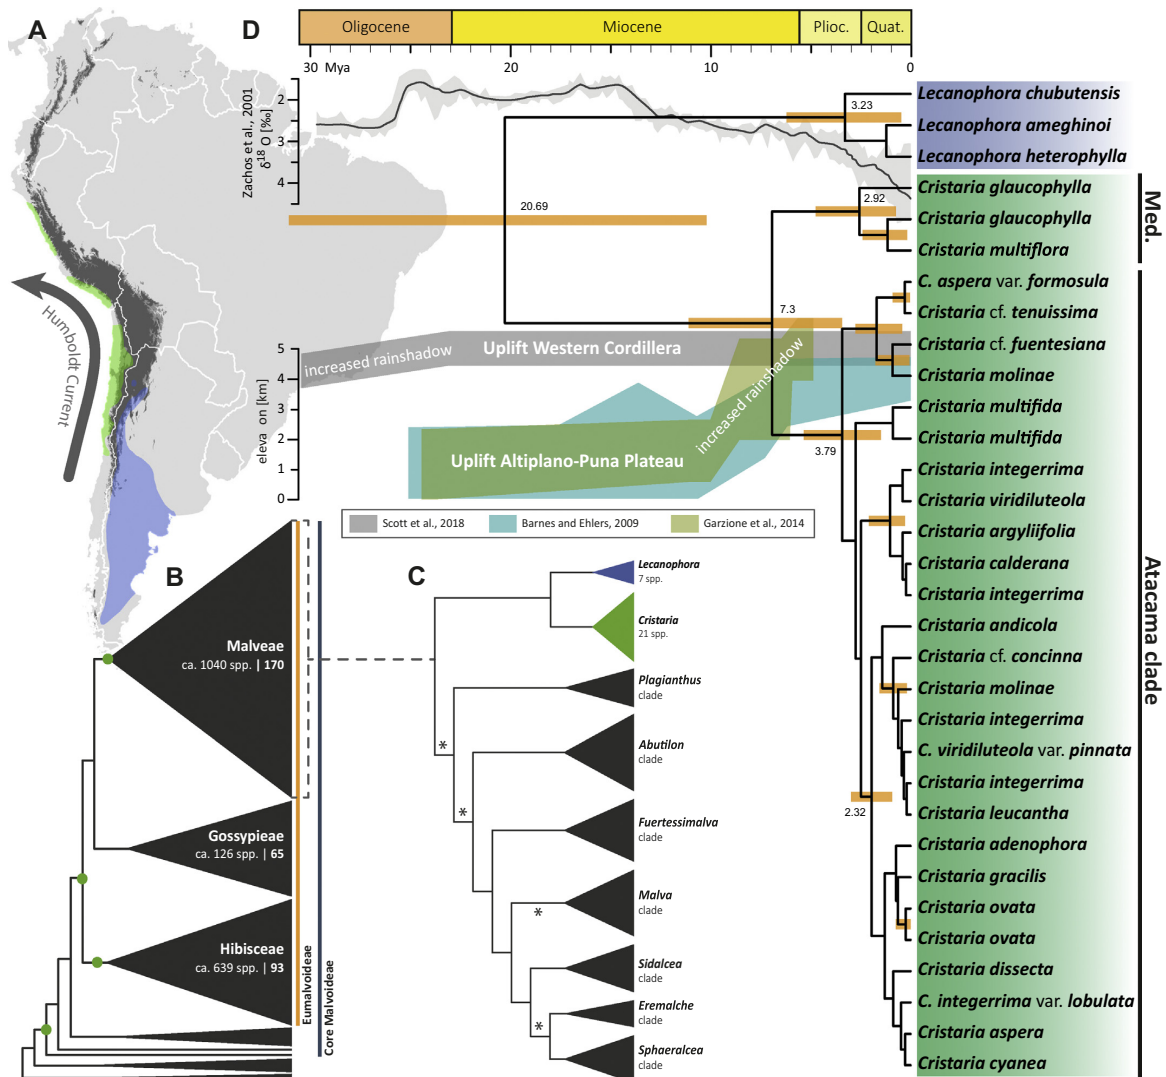 A
D
Oligocene
Miocene
Plioc.
Quat.
30 Mya
20
10
0
Zachos et al., 2001
δ18 O [‰]
2
3
4
3.23
20.69
2.92
7.3
3.79
2.32
Lecanophora chubutensis
Lecanophora ameghinoi
Lecanophora heterophylla
Cristaria glaucophylla
Cristaria glaucophylla
Cristaria multiflora
C. aspera var. formosula
Cristaria cf. tenuissima
Cristaria cf. fuentesiana
Cristaria molinae
Cristaria multifida
Cristaria multifida
Cristaria integerrima
Cristaria viridiluteola
Cristaria argyliifolia
Cristaria calderana
Cristaria integerrima
Cristaria andicola
Cristaria cf. concinna
Cristaria molinae
Cristaria integerrima
C. viridiluteola var. pinnata
Cristaria integerrima
Cristaria leucantha
Cristaria adenophora
Cristaria gracilis
Cristaria ovata
Cristaria ovata
Cristaria dissecta
C. integerrima var. lobulata
Cristaria aspera
Cristaria cyanea
Med.
Atacama clade
Humboldt Current
eleva on [km]
5
4
3
2
1
0
increased rainshadow
Uplift Western Cordillera
increased rainshadow
Uplift Altiplano-Puna Plateau
Scott et al., 2018
Barnes and Ehlers, 2009
Garzione et al., 2014
B
Malveae
ca. 1040 spp. | 170
Gossypieae
ca. 126 spp. | 65
Hibisceae
ca. 639 spp. | 93
Eumalvoideae
Core Malvoideae
C
Lecanophora
7 spp.
Cristaria
21 spp.
Plagianthus
clade
*
Abutilon
clade
*
Fuertessimalva
clade
Malva
clade
*
Sidalcea
clade
Eremalche
clade
*
Sphaeralcea
clade